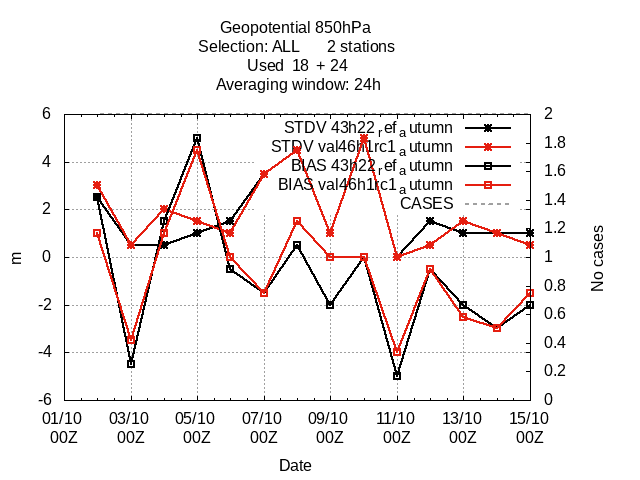 Geopotential 850hPa
Selection: ALL 2 stations
Used 18 + 24
Averaging window: 24h
STDV 43h22_ref_autumn
STDV val46h1rc1_autumn
BIAS 43h22_ref_autumn
BIAS val46h1rc1_autumn
CASES
6
4
2
0
-2
-4
-6
m
2
1.8
1.6
1.4
1.2
1
0.8
0.6
0.4
0.2
0
No cases
01/10 03/10 05/10 07/10 09/10 11/10 13/10 15/10
00Z 00Z 00Z 00Z 00Z 00Z 00Z 00Z
Date